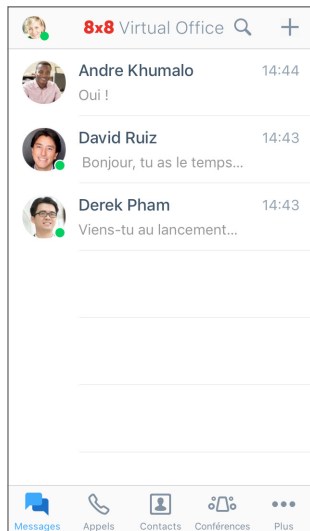 8x8 Virtual Office
Andre Khumalo 14:44
Oui !
David Ruiz 14:43
Bonjour, tu as le temps...
Derek Pham 14:43
Viens-tu au lancement...
Messages Appels Contacts Conférences Plus